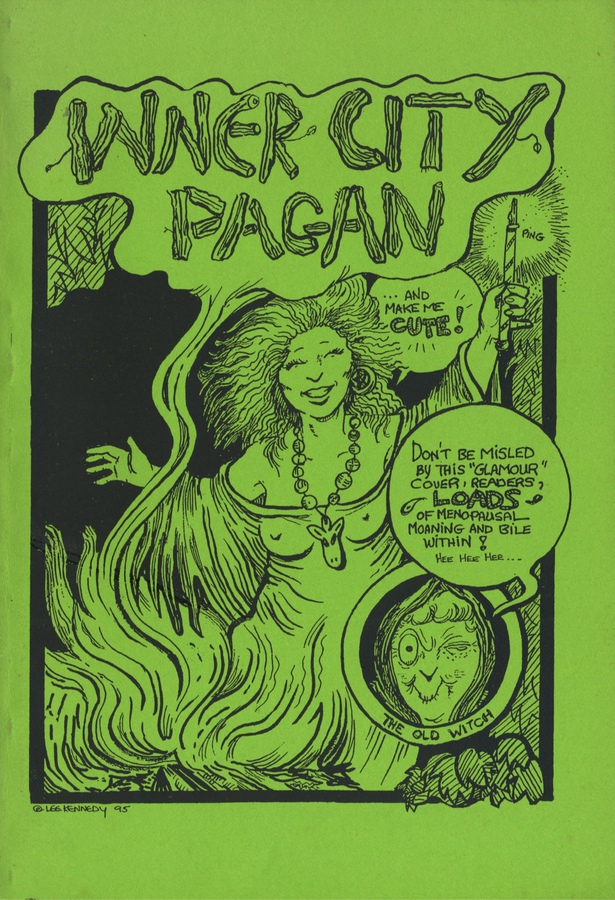 INNER CITY
PAGAN
PING
... AND
MAKE ME
CUTE!
DON'T BE MISLED
BY THIS "GLAMOUR"
COVER, READERS,
LOADS
OF MENOPAUSAL
MOANING AND BILE
WITHIN!
HEE HEE HEE...
THE OLD WITCH
© LEE KENNEDY 95